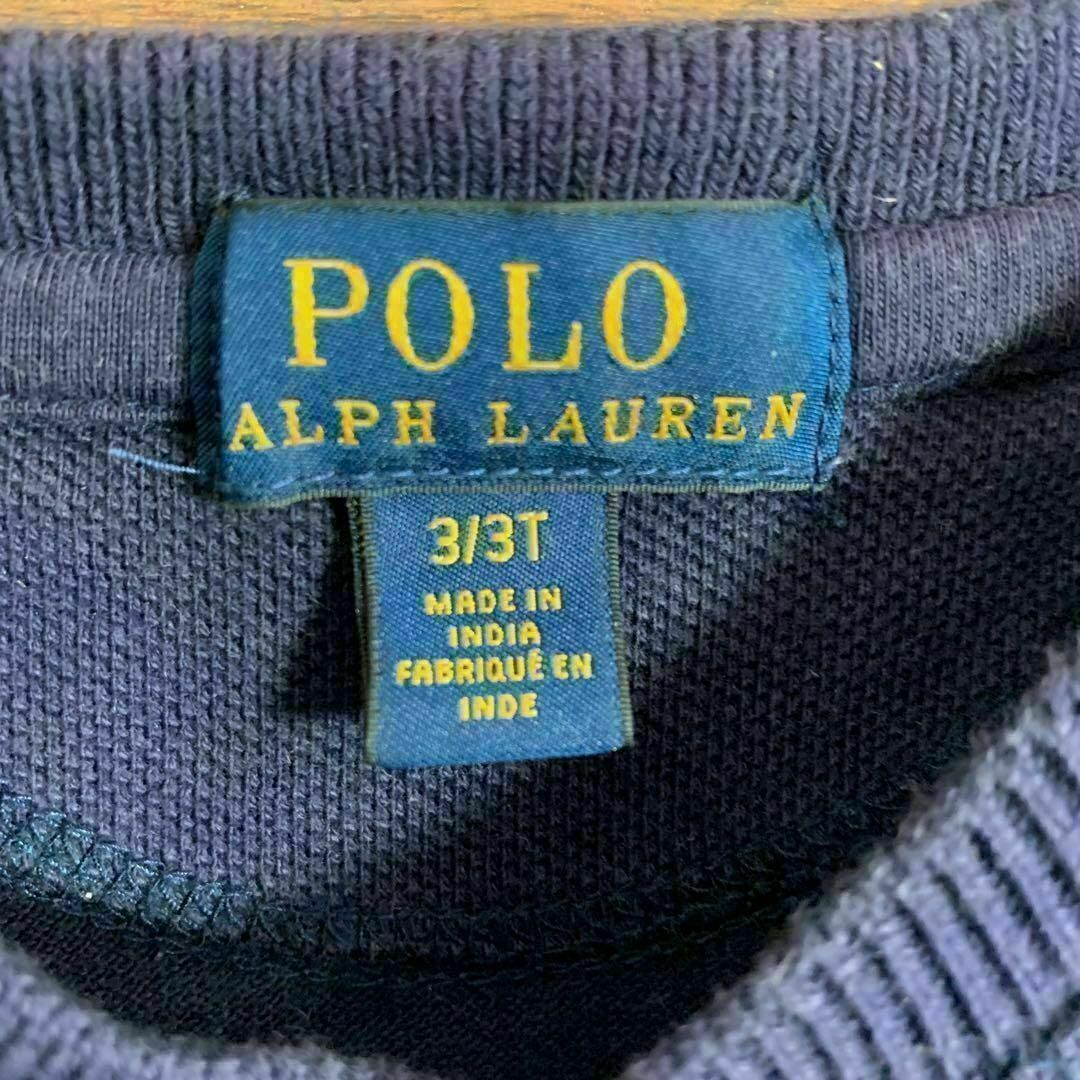 POLO
ALPH LAUREN
3/3T
MADE IN
INDIA
FABRIQUÉ EN
INDE